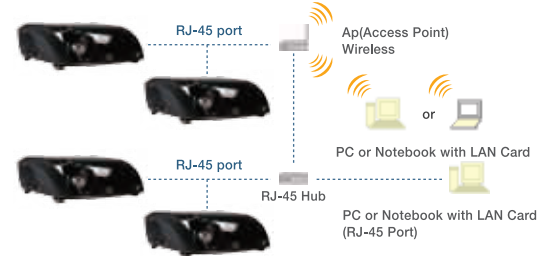 RJ-45 port
Ap(Access Point)
Wireless
or
PC or Notebook with LAN Card
RJ-45 port
RJ-45 Hub
PC or Notebook with LAN Card
(RJ-45 Port)